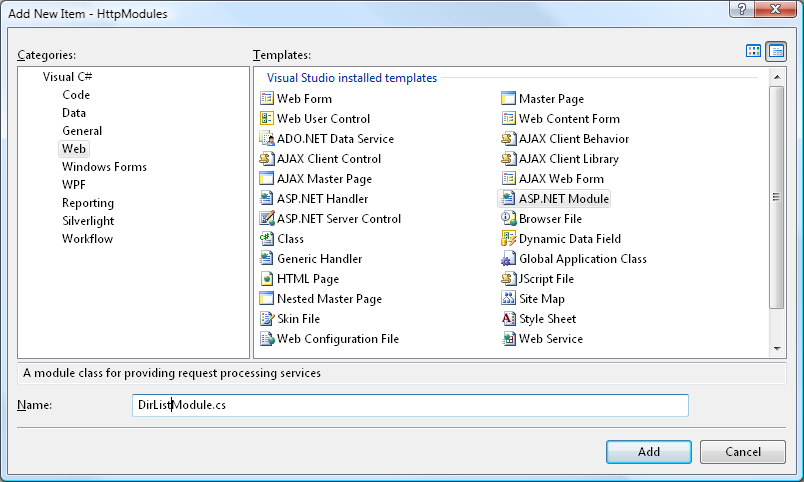 Add New Item - HttpModules
Categories:
Templates:
Visual C#
Code
Data
General
Web
Windows Forms
WPF
Reporting
Silverlight
Workflow
Visual Studio installed templates
Web Form
Master Page
Web User Control
Web Content Form
ADO.NET Data Service
AJAX Client Behavior
AJAX Client Control
AJAX Client Library
AJAX Master Page
AJAX Web Form
ASP.NET Handler
ASP.NET Module
ASP.NET Server Control
Browser File
Class
Dynamic Data Field
Generic Handler
Global Application Class
HTML Page
JScript File
Nested Master Page
Site Map
Skin File
Style Sheet
Web Configuration File
Web Service
A module class for providing request processing services
Name:
DirListModule.cs
Add
Cancel